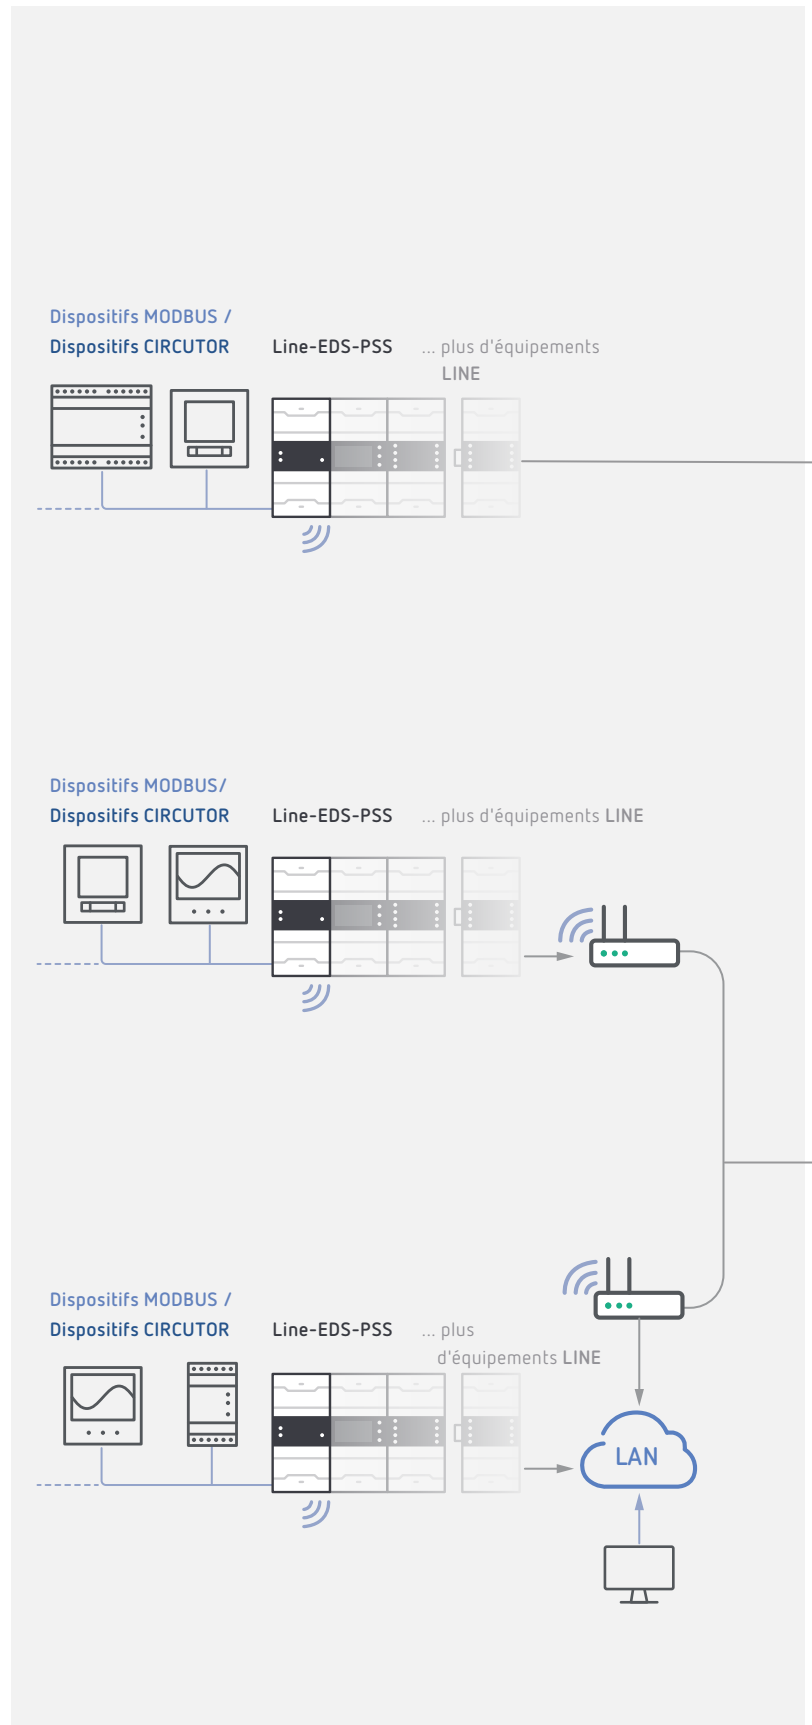 Dispositifs MODBUS /
Dispositifs CIRCUTOR
Line-EDS-PSS
... plus d'équipements
LINE
Dispositifs MODBUS/
Dispositifs CIRCUTOR
Line-EDS-PSS
... plus d'équipements LINE
Dispositifs MODBUS /
Dispositifs CIRCUTOR
Line-EDS-PSS
... plus
d'équipements LINE
LAN